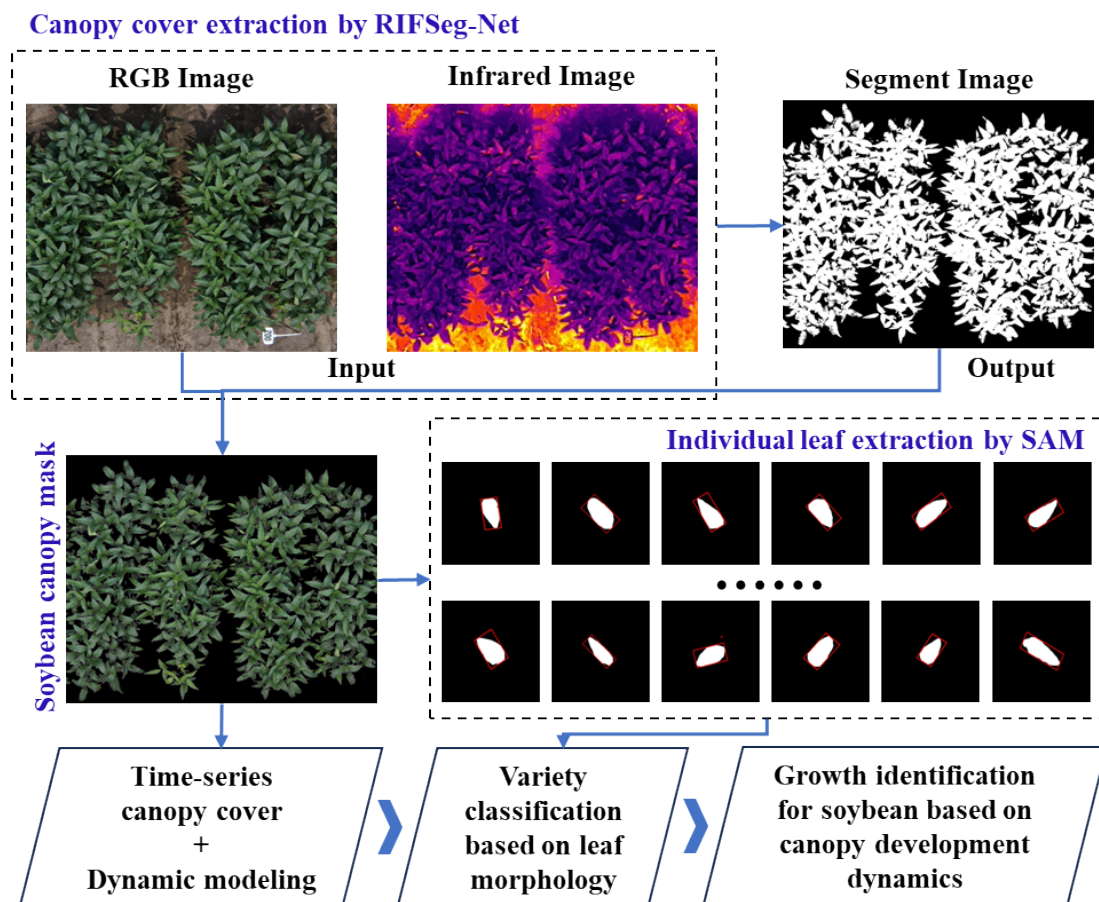 Canopy cover extraction by RIFSeg-Net
RGB Image
Infrared Image
Segment Image
Input
Output
Soybean canopy mask
Individual leaf extraction by SAM
Time-series
canopy cover
+
Dynamic modeling
Variety
classification
based on leaf
morphology
Growth identification
for soybean based on
canopy development
dynamics